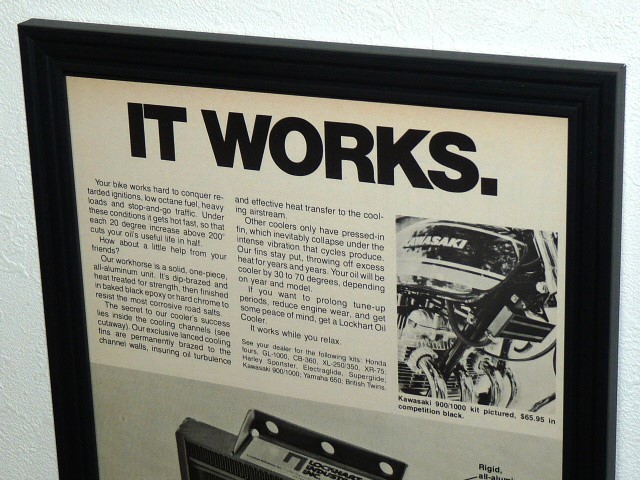 IT WORKS.
Your bike works hard to conquer re-
tarded ignitions, low octane fuel, heavy
loads and stop-and-go traffic. Under
these conditions it gets hot fast, so that
each 20 degree increase above 200°
cuts your oil's useful life in half.
How about a little help from your
friends?
Our workhorse is a solid, one-piece,
all-aluminum unit. It's dip-brazed and
heat treated for strength, then finished
in baked black epoxy or hard chrome to
resist the most corrosive road salts.
The secret to our cooler's success
lies inside the cooling channels (see
cutaway). Our exclusive lanced cooling
fins are permanently brazed to the
channel walls, insuring oil turbulence
and effective heat transfer to the cool-
ing airstream.
Other coolers only have pressed-in
fin, which inevitably collapse under the
intense vibration that cycles produce.
Our fins stay put, throwing off excess
heat for years and years. Your oil will be
cooler by 30 to 70 degrees, depending
on year and model.
If you want to prolong tune-up
periods, reduce engine wear, and get
some peace of mind, get a Lockhart Oil
Cooler.
It works while you relax.
See your dealer for the following kits: Honda
fours, GL-1000, CB-360, XL-250/350, XR-75;
Harley Sportster, Electraglide, Superglide;
Kawasaki 900/1000; Yamaha 650; British Twins.
KAWASAKI
Kawasaki 900/1000 kit pictured, $65.95 in
competition black.
LOCKHART
INDUSTRIES
INC.
Rigid,
all-alumi